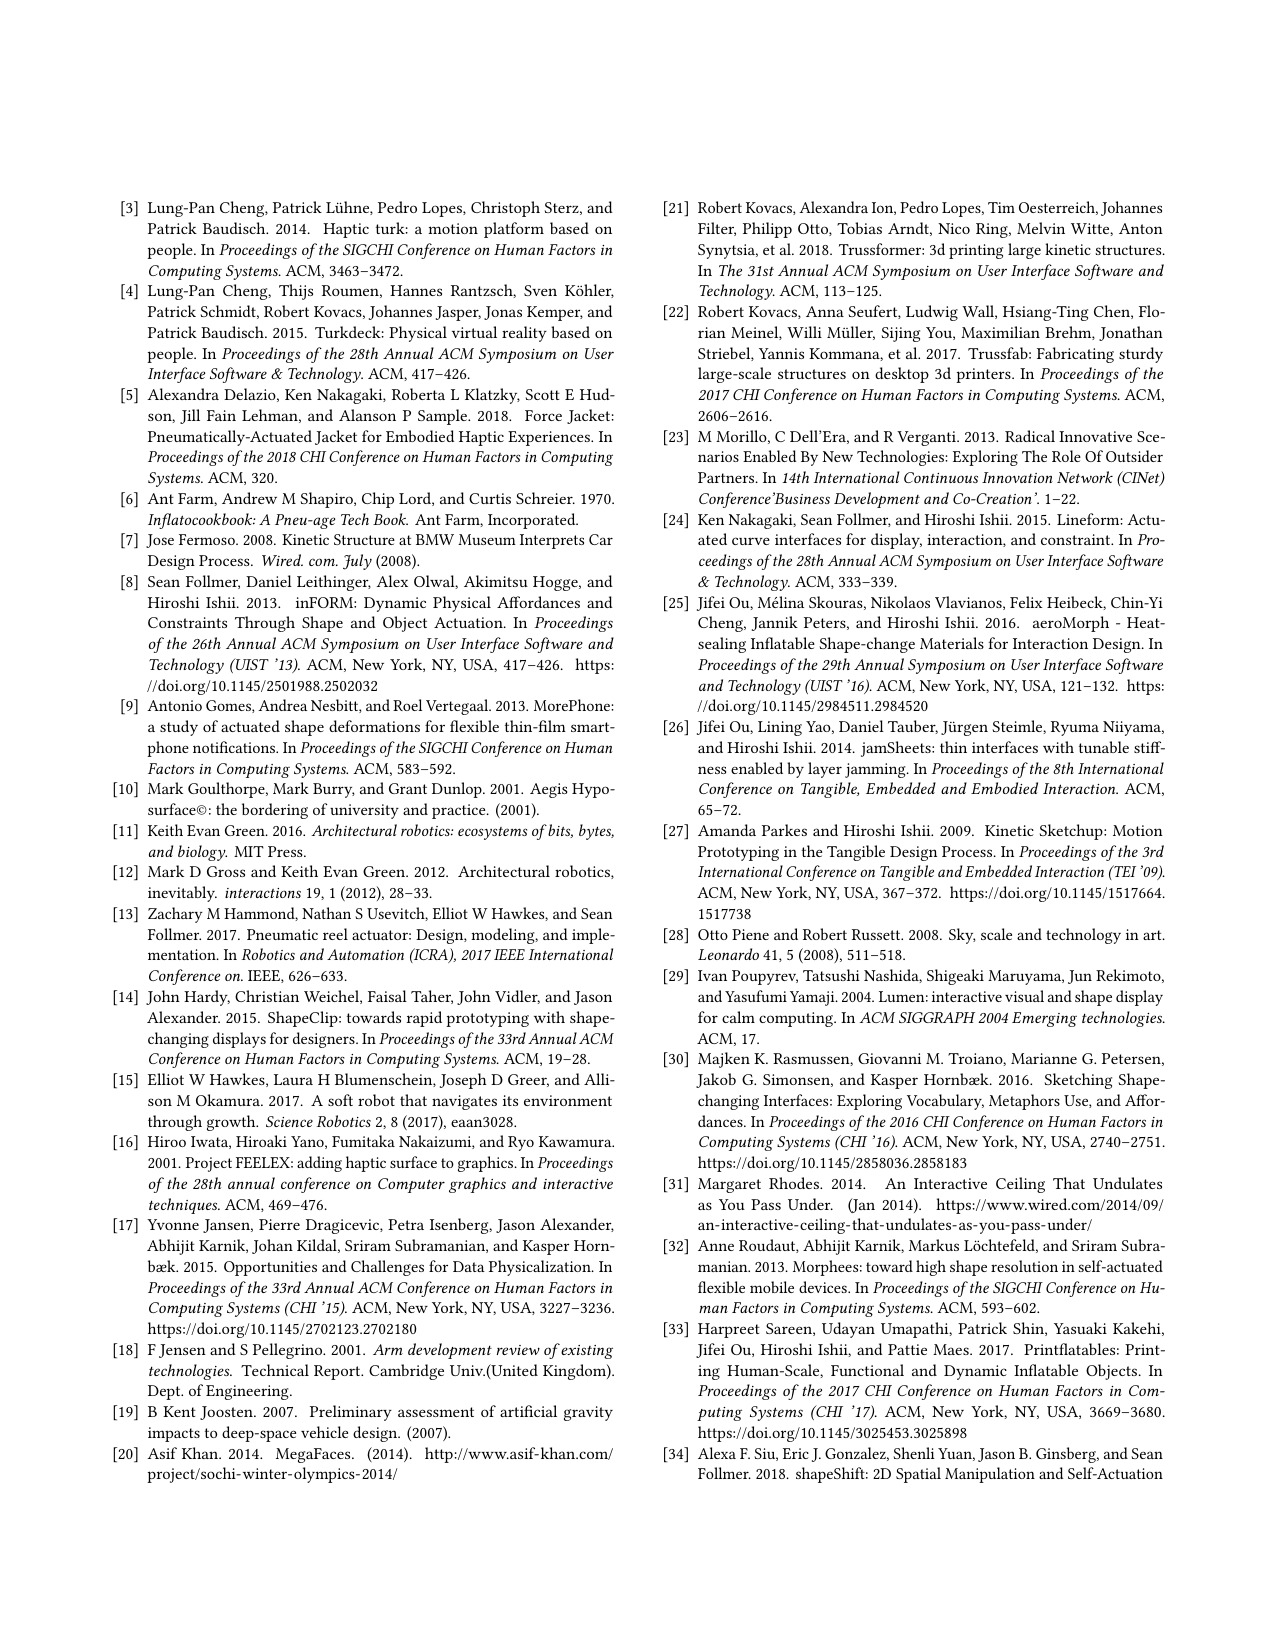 [3] Lung-Pan Cheng, Patrick Lühne, Pedro Lopes, Christoph Sterz, and
Patrick Baudisch. 2014. Haptic turk: a motion platform based on
people. In Proceedings of the SIGCHI Conference on Human Factors in
Computing Systems. ACM, 3463–3472.
[4] Lung-Pan Cheng, Thijs Roumen, Hannes Rantzsch, Sven Köhler,
Patrick Schmidt, Robert Kovacs, Johannes Jasper, Jonas Kemper, and
Patrick Baudisch. 2015. Turkdeck: Physical virtual reality based on
people. In Proceedings of the 28th Annual ACM Symposium on User
Interface Software & Technology. ACM, 417–426.
[5] Alexandra Delazio, Ken Nakagaki, Roberta L Klatzky, Scott E Hud-
son, Jill Fain Lehman, and Alanson P Sample. 2018. Force Jacket:
Pneumatically-Actuated Jacket for Embodied Haptic Experiences. In
Proceedings of the 2018 CHI Conference on Human Factors in Computing
Systems. ACM, 320.
[6] Ant Farm, Andrew M Shapiro, Chip Lord, and Curtis Schreier. 1970.
Inflatocookbook: A Pneu-age Tech Book. Ant Farm, Incorporated.
[7] Jose Fermoso. 2008. Kinetic Structure at BMW Museum Interprets Car
Design Process. Wired. com. July (2008).
[8] Sean Follmer, Daniel Leithinger, Alex Olwal, Akimitsu Hogge, and
Hiroshi Ishii. 2013. inFORM: Dynamic Physical Affordances and
Constraints Through Shape and Object Actuation. In Proceedings
of the 26th Annual ACM Symposium on User Interface Software and
Technology (UIST ’13). ACM, New York, NY, USA, 417–426. https:
//doi.org/10.1145/2501988.2502032
[9] Antonio Gomes, Andrea Nesbitt, and Roel Vertegaal. 2013. MorePhone:
a study of actuated shape deformations for flexible thin-film smart-
phone notifications. In Proceedings of the SIGCHI Conference on Human
Factors in Computing Systems. ACM, 583–592.
[10] Mark Goulthorpe, Mark Burry, and Grant Dunlop. 2001. Aegis Hypo-
surface©: the bordering of university and practice. (2001).
[11] Keith Evan Green. 2016. Architectural robotics: ecosystems of bits, bytes,
and biology. MIT Press.
[12] Mark D Gross and Keith Evan Green. 2012. Architectural robotics,
inevitably. interactions 19, 1 (2012), 28–33.
[13] Zachary M Hammond, Nathan S Usevitch, Elliot W Hawkes, and Sean
Follmer. 2017. Pneumatic reel actuator: Design, modeling, and imple-
mentation. In Robotics and Automation (ICRA), 2017 IEEE International
Conference on. IEEE, 626–633.
[14] John Hardy, Christian Weichel, Faisal Taher, John Vidler, and Jason
Alexander. 2015. ShapeClip: towards rapid prototyping with shape-
changing displays for designers. In Proceedings of the 33rd Annual ACM
Conference on Human Factors in Computing Systems. ACM, 19–28.
[15] Elliot W Hawkes, Laura H Blumenschein, Joseph D Greer, and Alli-
son M Okamura. 2017. A soft robot that navigates its environment
through growth. Science Robotics 2, 8 (2017), eaan3028.
[16] Hiroo Iwata, Hiroaki Yano, Fumitaka Nakaizumi, and Ryo Kawamura.
2001. Project FEELEX: adding haptic surface to graphics. In Proceedings
of the 28th annual conference on Computer graphics and interactive
techniques. ACM, 469–476.
[17] Yvonne Jansen, Pierre Dragicevic, Petra Isenberg, Jason Alexander,
Abhijit Karnik, Johan Kildal, Sriram Subramanian, and Kasper Horn-
bæk. 2015. Opportunities and Challenges for Data Physicalization. In
Proceedings of the 33rd Annual ACM Conference on Human Factors in
Computing Systems (CHI ’15). ACM, New York, NY, USA, 3227–3236.
https://doi.org/10.1145/2702123.2702180
[18] F Jensen and S Pellegrino. 2001. Arm development review of existing
technologies. Technical Report. Cambridge Univ.(United Kingdom).
Dept. of Engineering.
[19] B Kent Joosten. 2007. Preliminary assessment of artificial gravity
impacts to deep-space vehicle design. (2007).
[20] Asif Khan. 2014. MegaFaces. (2014). http://www.asif-khan.com/
project/sochi-winter-olympics-2014/
[21] Robert Kovacs, Alexandra Ion, Pedro Lopes, Tim Oesterreich, Johannes
Filter, Philipp Otto, Tobias Arndt, Nico Ring, Melvin Witte, Anton
Synytsia, et al. 2018. Trussformer: 3d printing large kinetic structures.
In The 31st Annual ACM Symposium on User Interface Software and
Technology. ACM, 113–125.
[22] Robert Kovacs, Anna Seufert, Ludwig Wall, Hsiang-Ting Chen, Flo-
rian Meinel, Willi Müller, Sijing You, Maximilian Brehm, Jonathan
Striebel, Yannis Kommana, et al. 2017. Trussfab: Fabricating sturdy
large-scale structures on desktop 3d printers. In Proceedings of the
2017 CHI Conference on Human Factors in Computing Systems. ACM,
2606–2616.
[23] M Morillo, C Dell’Era, and R Verganti. 2013. Radical Innovative Sce-
narios Enabled By New Technologies: Exploring The Role Of Outsider
Partners. In 14th International Continuous Innovation Network (CINet)
Conference’Business Development and Co-Creation’. 1–22.
[24] Ken Nakagaki, Sean Follmer, and Hiroshi Ishii. 2015. Lineform: Actu-
ated curve interfaces for display, interaction, and constraint. In Pro-
ceedings of the 28th Annual ACM Symposium on User Interface Software
& Technology. ACM, 333–339.
[25] Jifei Ou, Mélina Skouras, Nikolaos Vlavianos, Felix Heibeck, Chin-Yi
Cheng, Jannik Peters, and Hiroshi Ishii. 2016. aeroMorph - Heat-
sealing Inflatable Shape-change Materials for Interaction Design. In
Proceedings of the 29th Annual Symposium on User Interface Software
and Technology (UIST ’16). ACM, New York, NY, USA, 121–132. https:
//doi.org/10.1145/2984511.2984520
[26] Jifei Ou, Lining Yao, Daniel Tauber, Jürgen Steimle, Ryuma Niiyama,
and Hiroshi Ishii. 2014. jamSheets: thin interfaces with tunable stiff-
ness enabled by layer jamming. In Proceedings of the 8th International
Conference on Tangible, Embedded and Embodied Interaction. ACM,
65–72.
[27] Amanda Parkes and Hiroshi Ishii. 2009. Kinetic Sketchup: Motion
Prototyping in the Tangible Design Process. In Proceedings of the 3rd
International Conference on Tangible and Embedded Interaction (TEI ’09).
ACM, New York, NY, USA, 367–372. https://doi.org/10.1145/1517664.
1517738
[28] Otto Piene and Robert Russett. 2008. Sky, scale and technology in art.
Leonardo 41, 5 (2008), 511–518.
[29] Ivan Poupyrev, Tatsushi Nashida, Shigeaki Maruyama, Jun Rekimoto,
and Yasufumi Yamaji. 2004. Lumen: interactive visual and shape display
for calm computing. In ACM SIGGRAPH 2004 Emerging technologies.
ACM, 17.
[30] Majken K. Rasmussen, Giovanni M. Troiano, Marianne G. Petersen,
Jakob G. Simonsen, and Kasper Hornbæk. 2016. Sketching Shape-
changing Interfaces: Exploring Vocabulary, Metaphors Use, and Affor-
dances. In Proceedings of the 2016 CHI Conference on Human Factors in
Computing Systems (CHI ’16). ACM, New York, NY, USA, 2740–2751.
https://doi.org/10.1145/2858036.2858183
[31] Margaret Rhodes. 2014. An Interactive Ceiling That Undulates
as You Pass Under. (Jan 2014). https://www.wired.com/2014/09/
an-interactive-ceiling-that-undulates-as-you-pass-under/
[32] Anne Roudaut, Abhijit Karnik, Markus Löchtefeld, and Sriram Subra-
manian. 2013. Morphees: toward high shape resolution in self-actuated
flexible mobile devices. In Proceedings of the SIGCHI Conference on Hu-
man Factors in Computing Systems. ACM, 593–602.
[33] Harpreet Sareen, Udayan Umapathi, Patrick Shin, Yasuaki Kakehi,
Jifei Ou, Hiroshi Ishii, and Pattie Maes. 2017. Printflatables: Print-
ing Human-Scale, Functional and Dynamic Inflatable Objects. In
Proceedings of the 2017 CHI Conference on Human Factors in Com-
puting Systems (CHI ’17). ACM, New York, NY, USA, 3669–3680.
https://doi.org/10.1145/3025453.3025898
[34] Alexa F. Siu, Eric J. Gonzalez, Shenli Yuan, Jason B. Ginsberg, and Sean
Follmer. 2018. shapeShift: 2D Spatial Manipulation and Self-Actuation